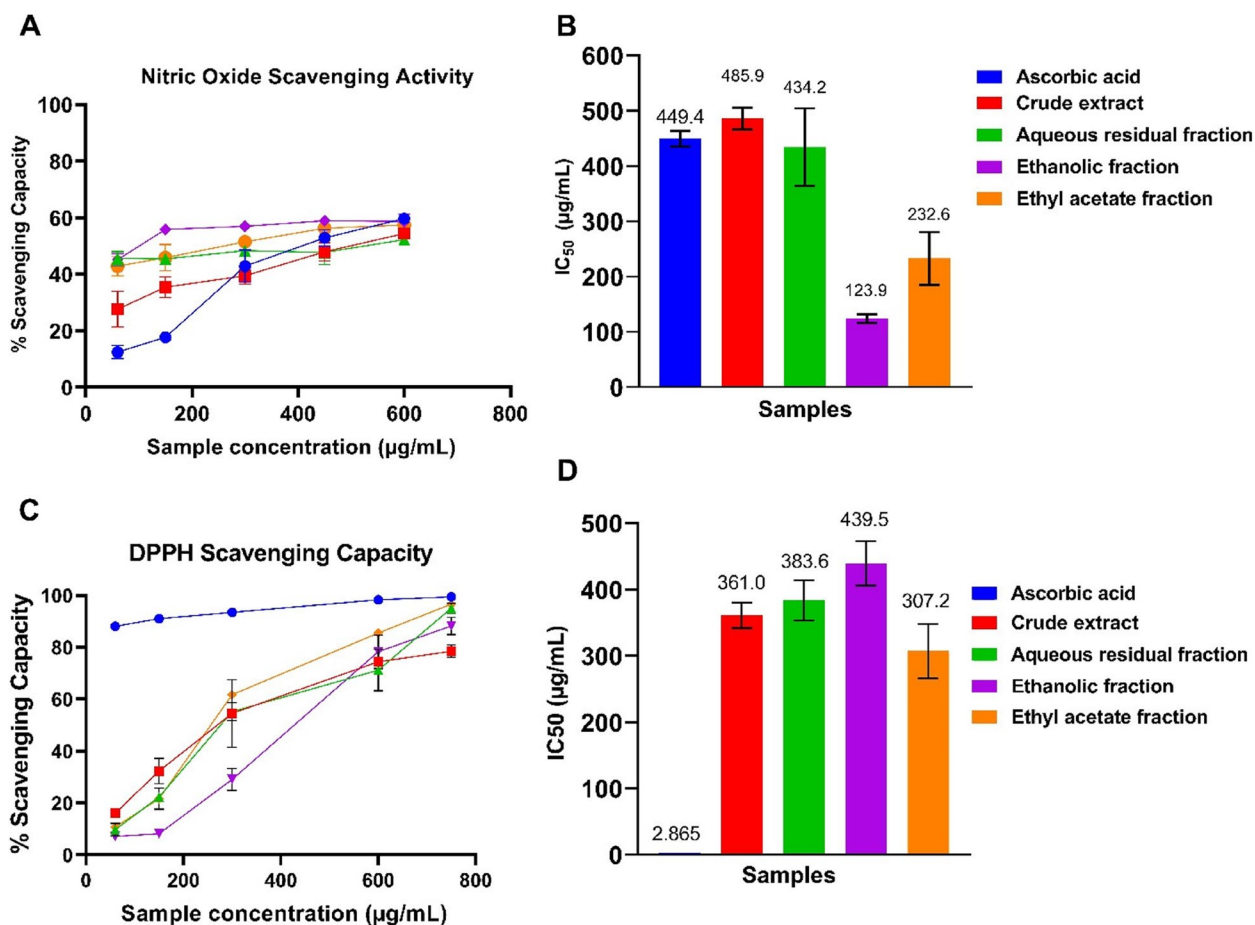 A
Nitric Oxide Scavenging Activity
100
80
60
40
20
0
% Scavenging Capacity
0 200 400 600 800
Sample concentration (µg/mL)
B
600
500
400
300
200
100
0
IC50 (µg/mL)
449.4
485.9
434.2
123.9
232.6
Samples
Ascorbic acid
Crude extract
Aqueous residual fraction
Ethanolic fraction
Ethyl acetate fraction
C
DPPH Scavenging Capacity
100
80
60
40
20
0
% Scavenging Capacity
0 200 400 600 800
Sample concentration (µg/mL)
D
500
400
300
200
100
0
IC50 (µg/mL)
2.865
361.0
383.6
439.5
307.2
Samples
Ascorbic acid
Crude extract
Aqueous residual fraction
Ethanolic fraction
Ethyl acetate fraction